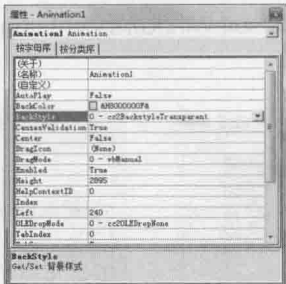 属性 - Animation1
Animation1 Animation
按字母序 按分类序
(关于)
(名称) Animation1
(自定义)
AutoPlay False
BackColor &H8000000F&
BackStyle 0 - cc2BackstyleTransparent
CausesValidation True
Center False
DragIcon (None)
DragMode 0 - vbManual
Enabled True
Height 2895
HelpContextID 0
Index
Left 240
OLEDropMode 0 - cc2OLEDropNone
TabIndex 0
BackStyle
Get/Set 背景样式